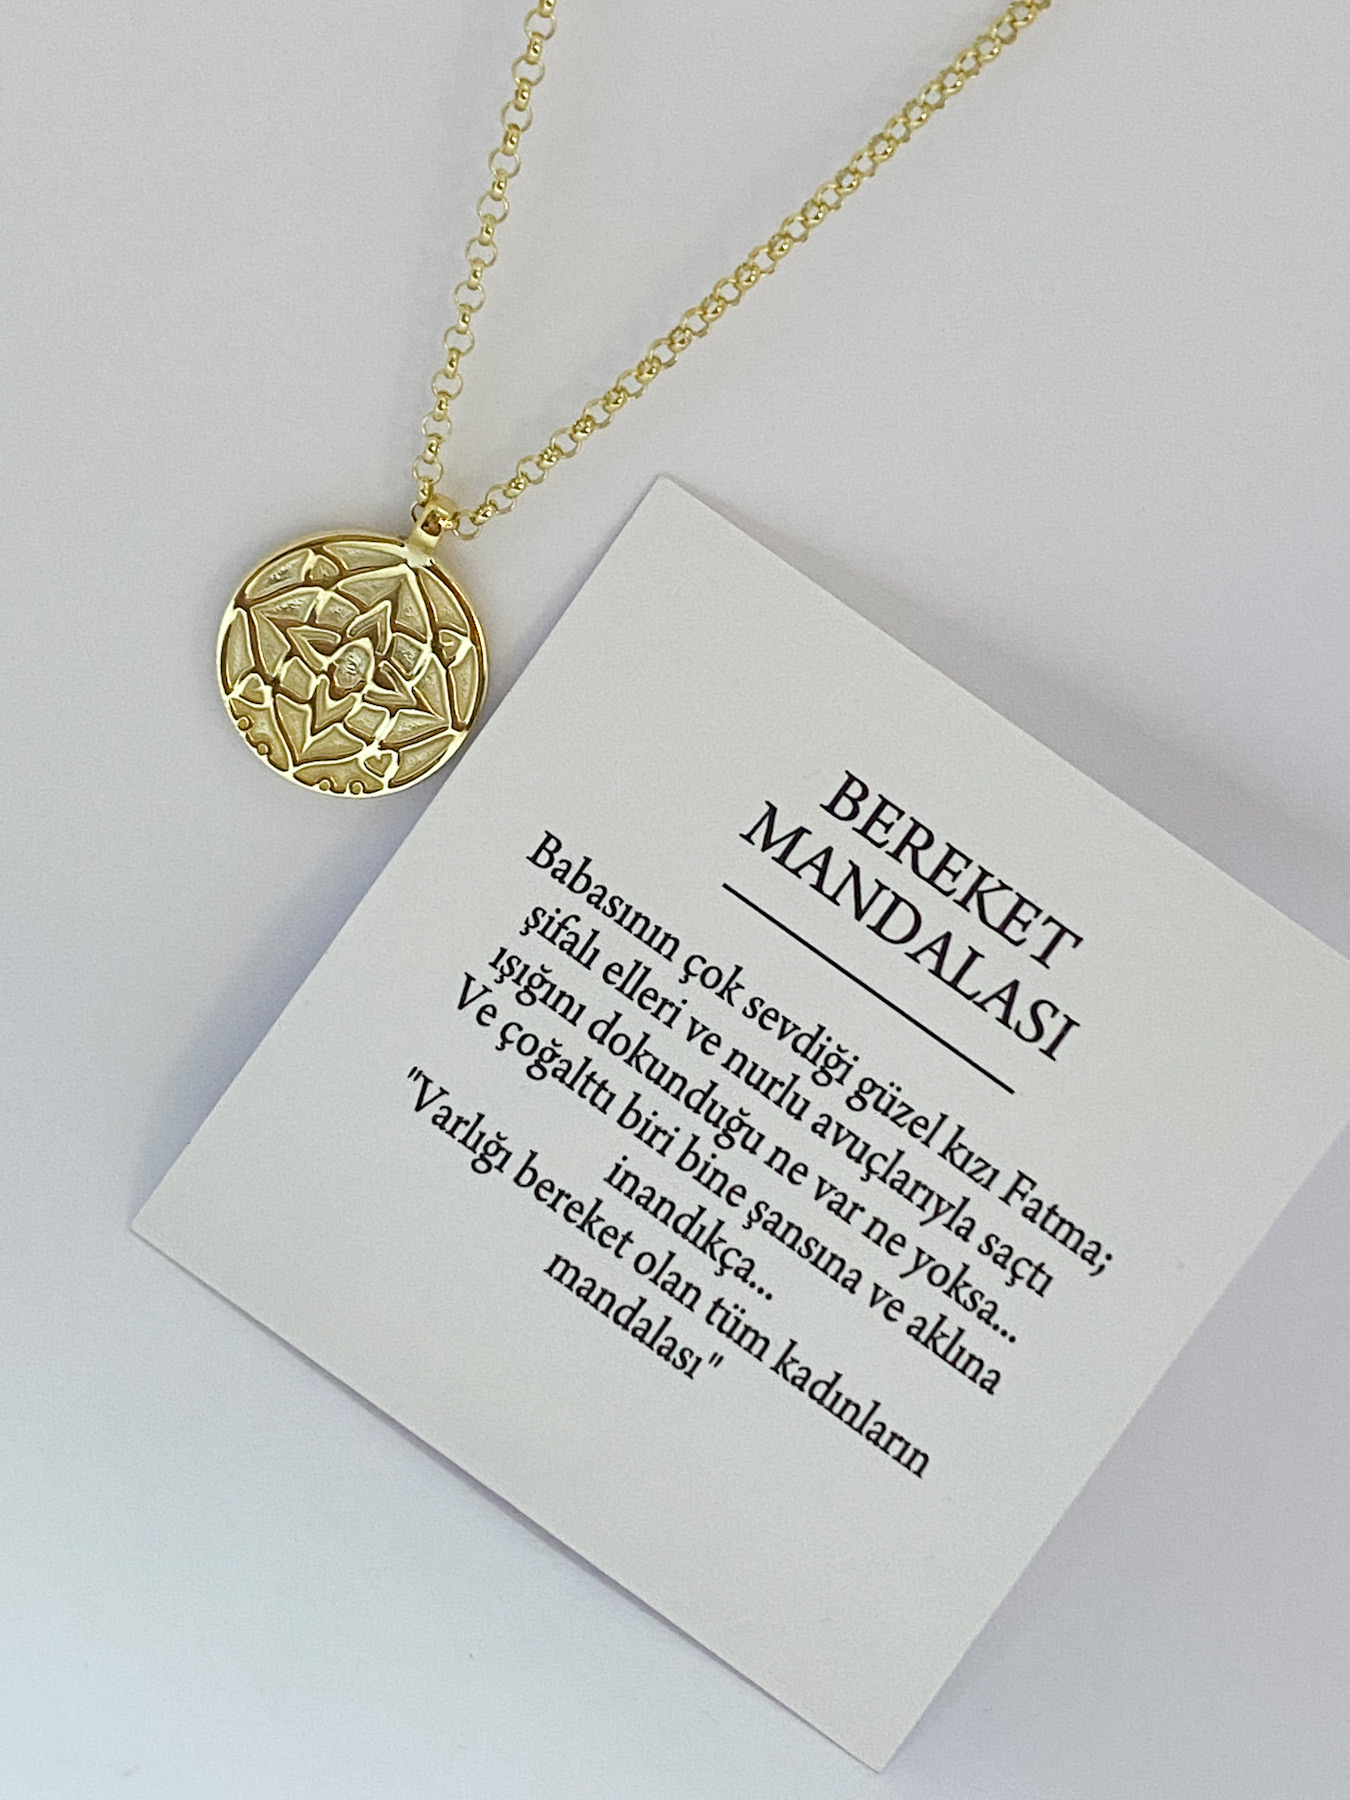 BEREKET
MANDALASI
Babasının çok sevdiği güzel kızı Fatma;
şifalı elleri ve nurlu avuçlarıyla saçtı
ışığını dokunduğu ne var ne yoksa...
Ve çoğalttı biri bine şansına ve aklına
inandıkça...
"Varlığı bereket olan tüm kadınların
mandalası"